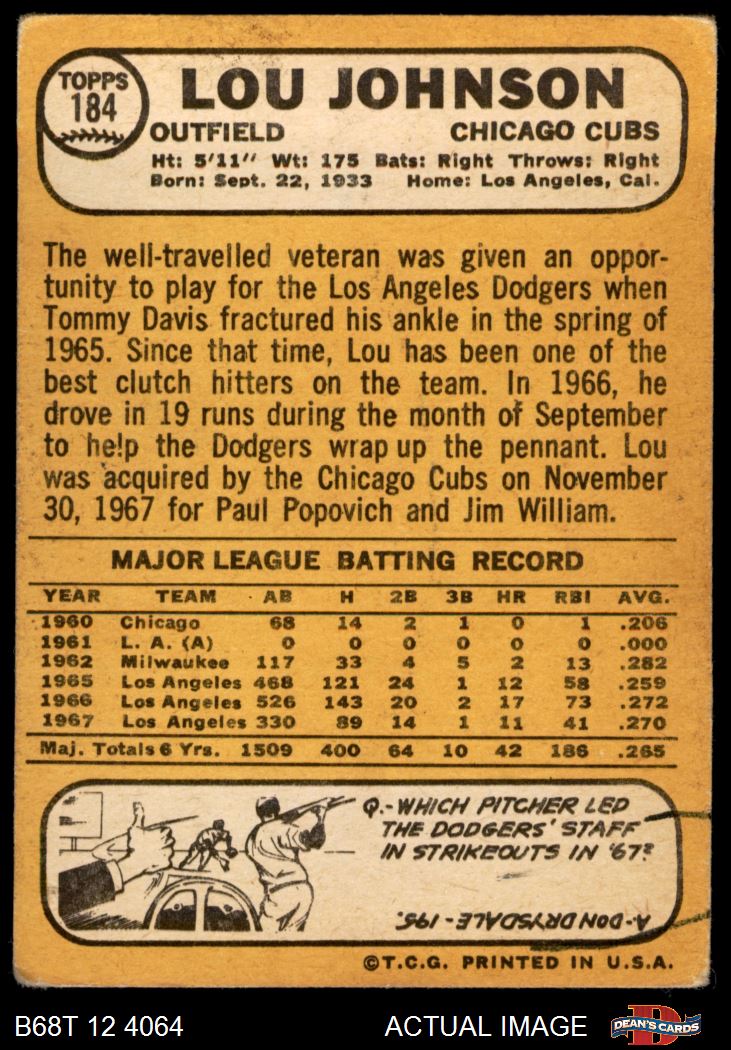 TOPPS
184
LOU JOHNSON
OUTFIELD CHICAGO CUBS
Ht: 5'11" Wt: 175 Bats: Right Throws: Right
Born: Sept. 22, 1933 Home: Los Angeles, Cal.
The well-travelled veteran was given an oppor-
tunity to play for the Los Angeles Dodgers when
Tommy Davis fractured his ankle in the spring of
1965. Since that time, Lou has been one of the
best clutch hitters on the team. In 1966, he
drove in 19 runs during the month of September
to help the Dodgers wrap up the pennant. Lou
was acquired by the Chicago Cubs on November
30, 1967 for Paul Popovich and Jim William.
MAJOR LEAGUE BATTING RECORD
YEAR TEAM AB H 2B 3B HR RBI AVG.
1960 Chicago 68 14 2 1 0 1 .206
1961 L. A. (A) 0 0 0 0 0 0 .000
1962 Milwaukee 117 33 4 5 2 13 .282
1965 Los Angeles 468 121 24 1 12 58 .259
1966 Los Angeles 526 143 20 2 17 73 .272
1967 Los Angeles 330 89 14 1 11 41 .270
Maj. Totals 6 Yrs. 1509 400 64 10 42 186 .265
Q.-WHICH PITCHER LED
THE DODGERS' STAFF
IN STRIKEOUTS IN '67?
A-DON DRYSDALE-196.
©T.C.G. PRINTED IN U.S.A.
B68T 12 4064 ACTUAL IMAGE
D
DEAN'S CARDS